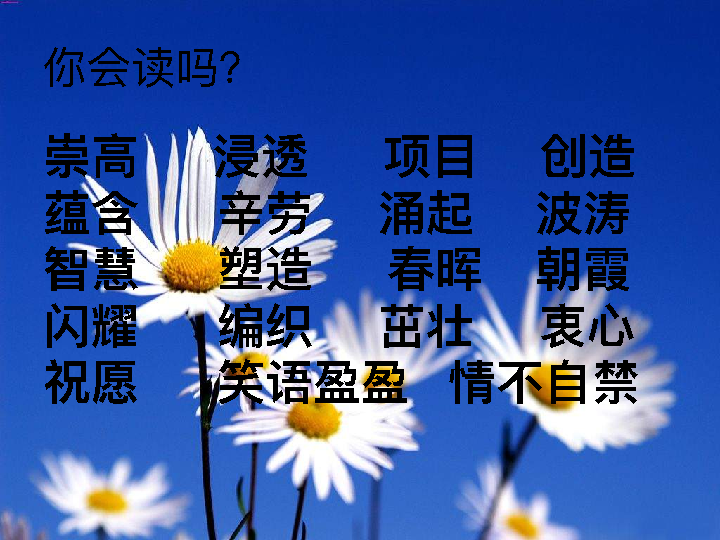 你会读吗?
崇高 浸透 项目 创造
蕴含 辛劳 涌起 波涛
智慧 塑造 春晖 朝霞
闪耀 编织 茁壮 衷心
祝愿 笑语盈盈 情不自禁